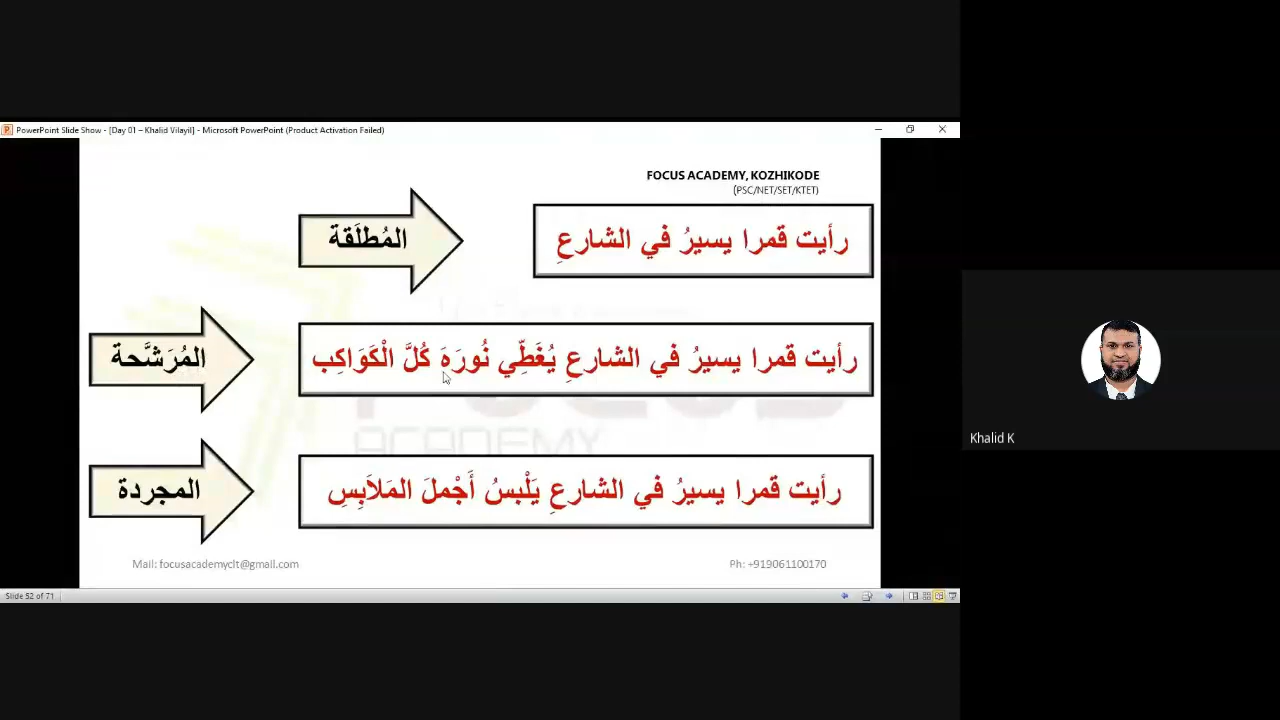 PowerPoint Slide Show - [Day 01 – Khalid Vilayil] - Microsoft PowerPoint (Product Activation Failed)
FOCUS ACADEMY, KOZHIKODE
(PSC/NET/SET/KTET)
المُطلَقة
رأيت قمرا يسيرُ في الشارعِ
المُرَشَّحة
رأيت قمرا يسيرُ في الشارعِ يُغَطِّي نُورَهَ كُلَّ الْكَوَاكِب
المجردة
رأيت قمرا يسيرُ في الشارعِ يَلْبسُ أَجْملَ المَلاَبِسِ
FOCUS
ACADEMY
Mail: focusacademyclt@gmail.com
Ph: +919061100170
Slide 52 of 71
Khalid K